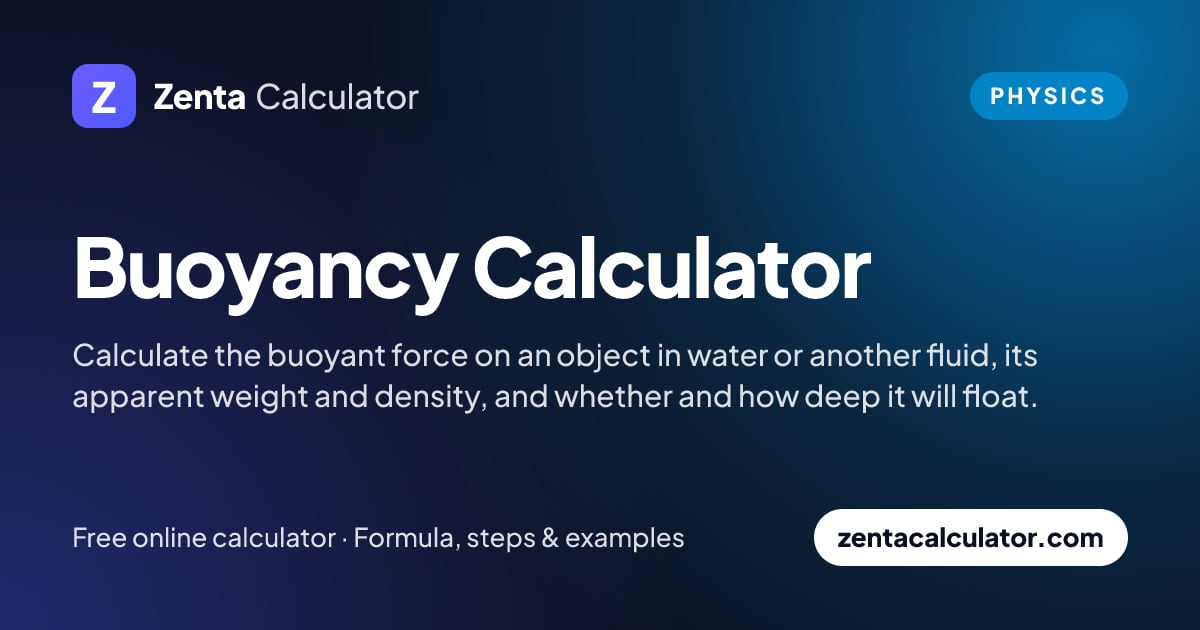 Z
Zenta Calculator
PHYSICS
Buoyancy Calculator
Calculate the buoyant force on an object in water or another fluid, its
apparent weight and density, and whether and how deep it will float.
Free online calculator · Formula, steps & examples
zentacalculator.com